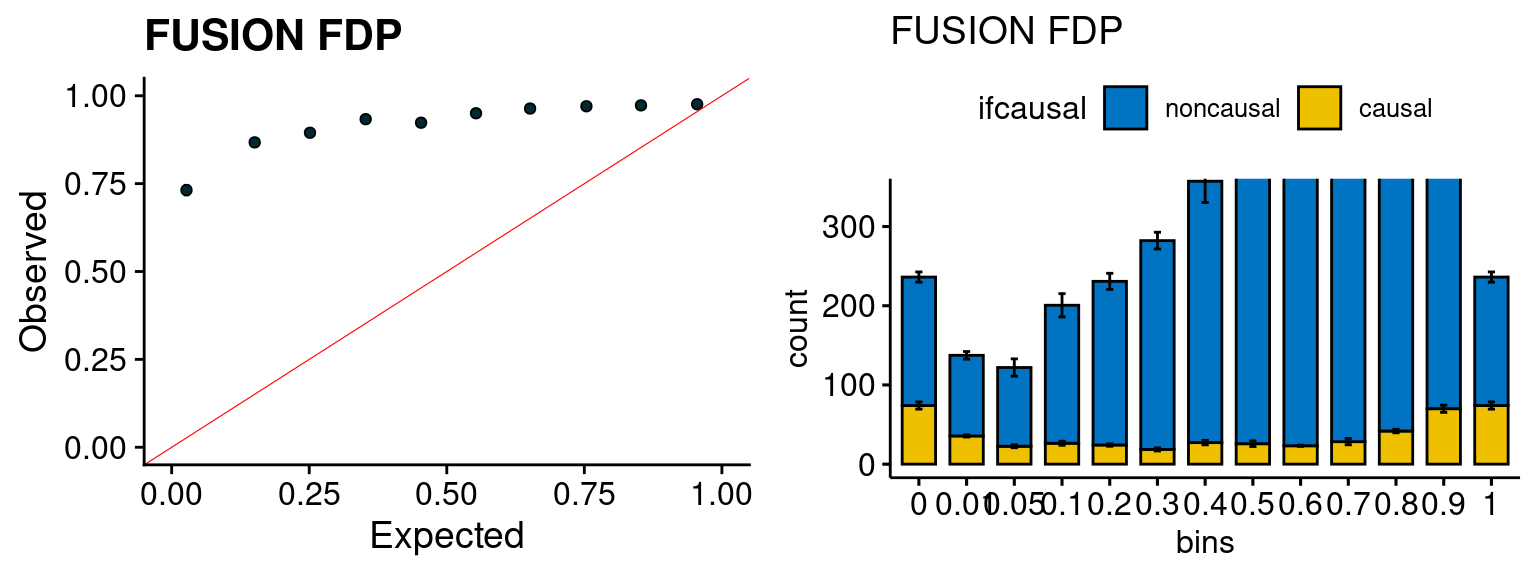 FUSION FDP
1.00
0.75
0.50
0.25
0.00
Observed
0.00 0.25 0.50 0.75 1.00
Expected
FUSION FDP
ifcausal noncausal causal
300
200
100
0
count
0 0.01 0.05 0.1 0.2 0.3 0.4 0.5 0.6 0.7 0.8 0.9 1
bins